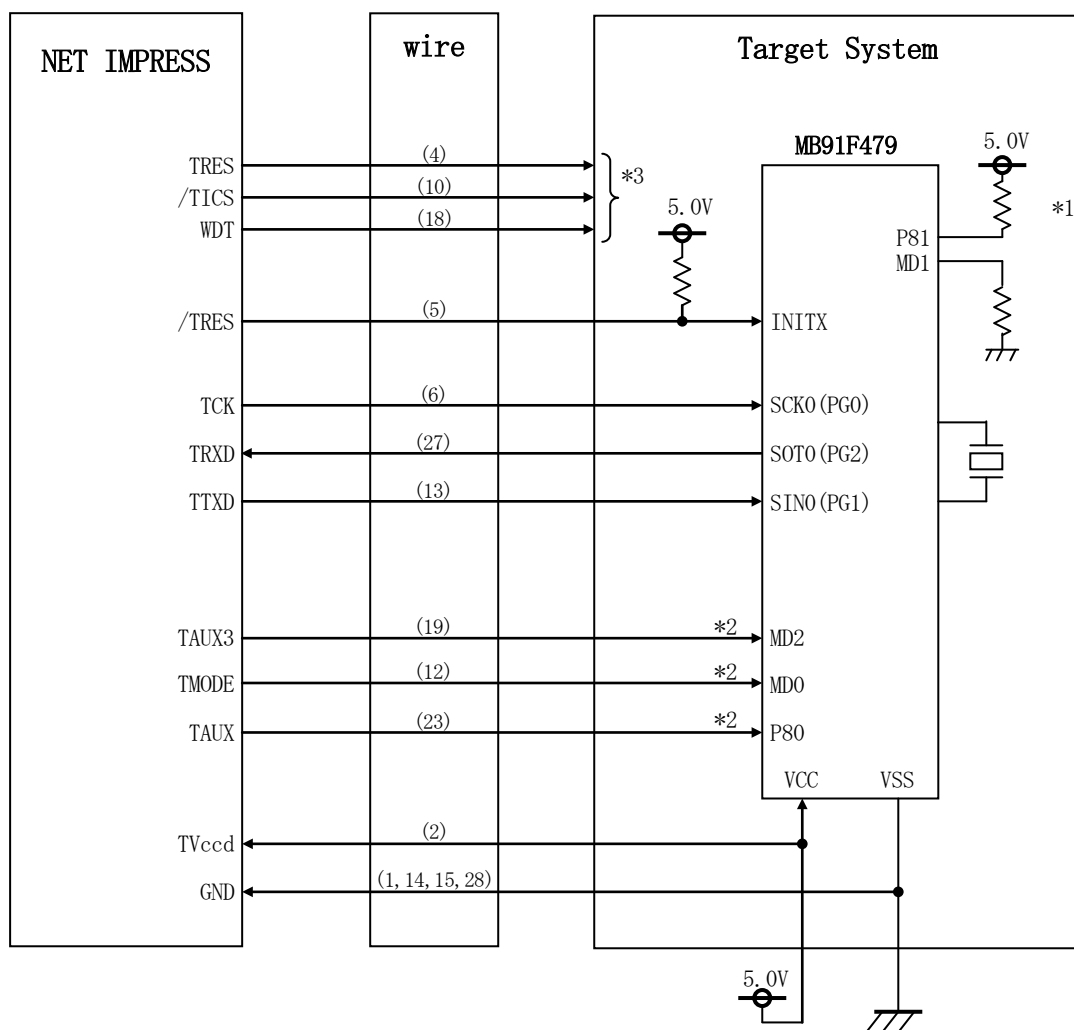 NET IMPRESS
wire
Target System
MB91F479
5.0V
TRES
(4)
*3
/TICS
(10)
5.0V
*1
WDT
(18)
P81
MD1
/TRES
(5)
INITX
TCK
(6)
SCK0(PG0)
TRXD
(27)
SOT0(PG2)
TTXD
(13)
SIN0(PG1)
TAUX3
(19)
*2
MD2
TMODE
(12)
*2
MD0
TAUX
(23)
*2
P80
VCC
VSS
TVccd
(2)
GND
(1,14,15,28)
5.0V